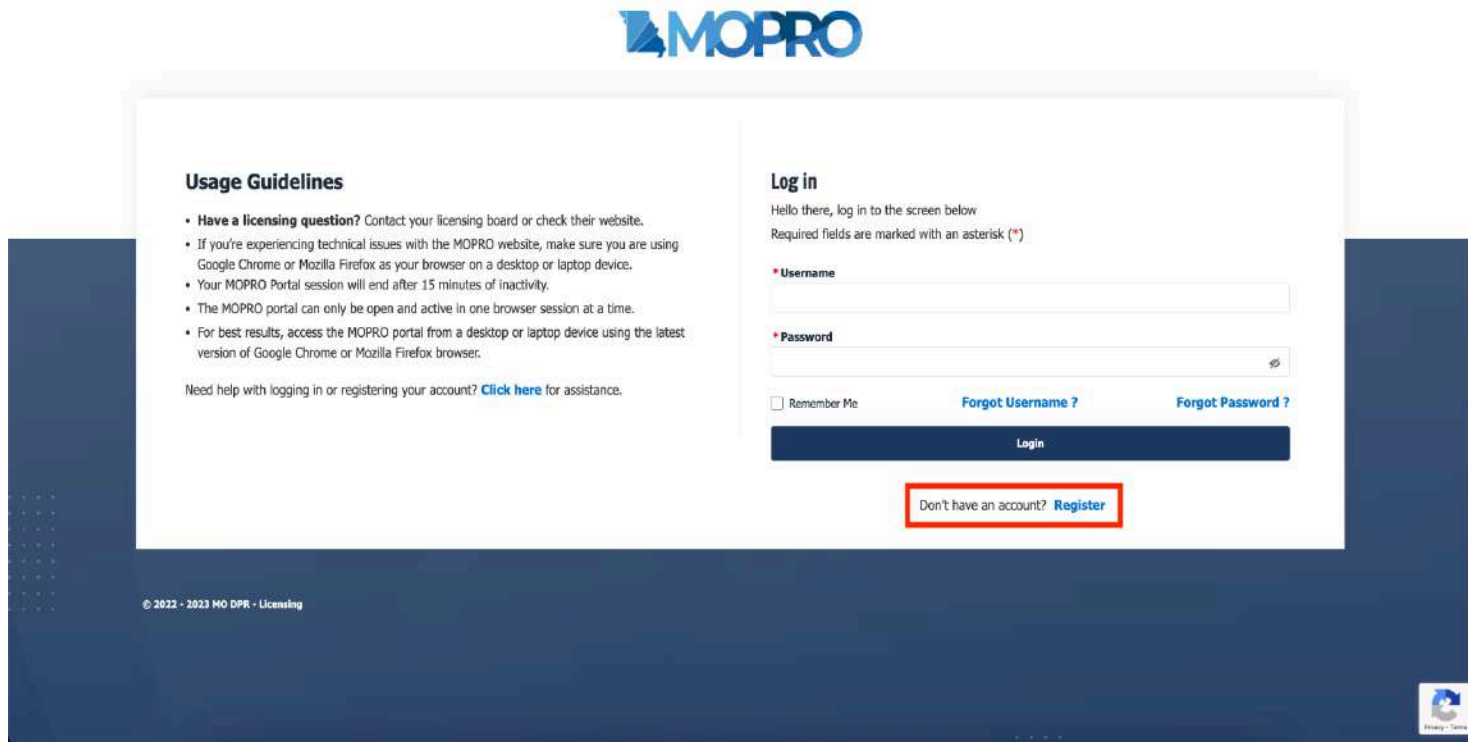 MOPRO
Usage Guidelines
• Have a licensing question? Contact your licensing board or check their website.
• If you're experiencing technical issues with the MOPRO website, make sure you are using
Google Chrome or Mozilla Firefox as your browser on a desktop or laptop device.
• Your MOPRO Portal session will end after 15 minutes of inactivity.
• The MOPRO portal can only be open and active in one browser session at a time.
• For best results, access the MOPRO portal from a desktop or laptop device using the latest
version of Google Chrome or Mozilla Firefox browser.
Need help with logging in or registering your account? Click here for assistance.
Log in
Hello there, log in to the screen below
Required fields are marked with an asterisk (*)
* Username
* Password
Remember Me
Forgot Username ?
Forgot Password ?
Login
Don't have an account? Register
© 2022 - 2023 MO DPR - Licensing
Privacy - Terms